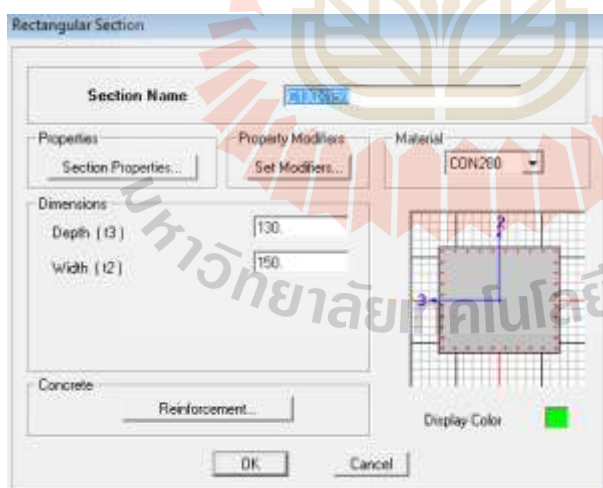 Rectangular Section
Section Name
Properties
Property Modifiers
Material
Section Properties...
Set Modifiers...
CON280
Dimensions
Depth (t3)
130.
Width (t2)
150.
2
3
Concrete
Reinforcement...
Display Color
OK
Cancel